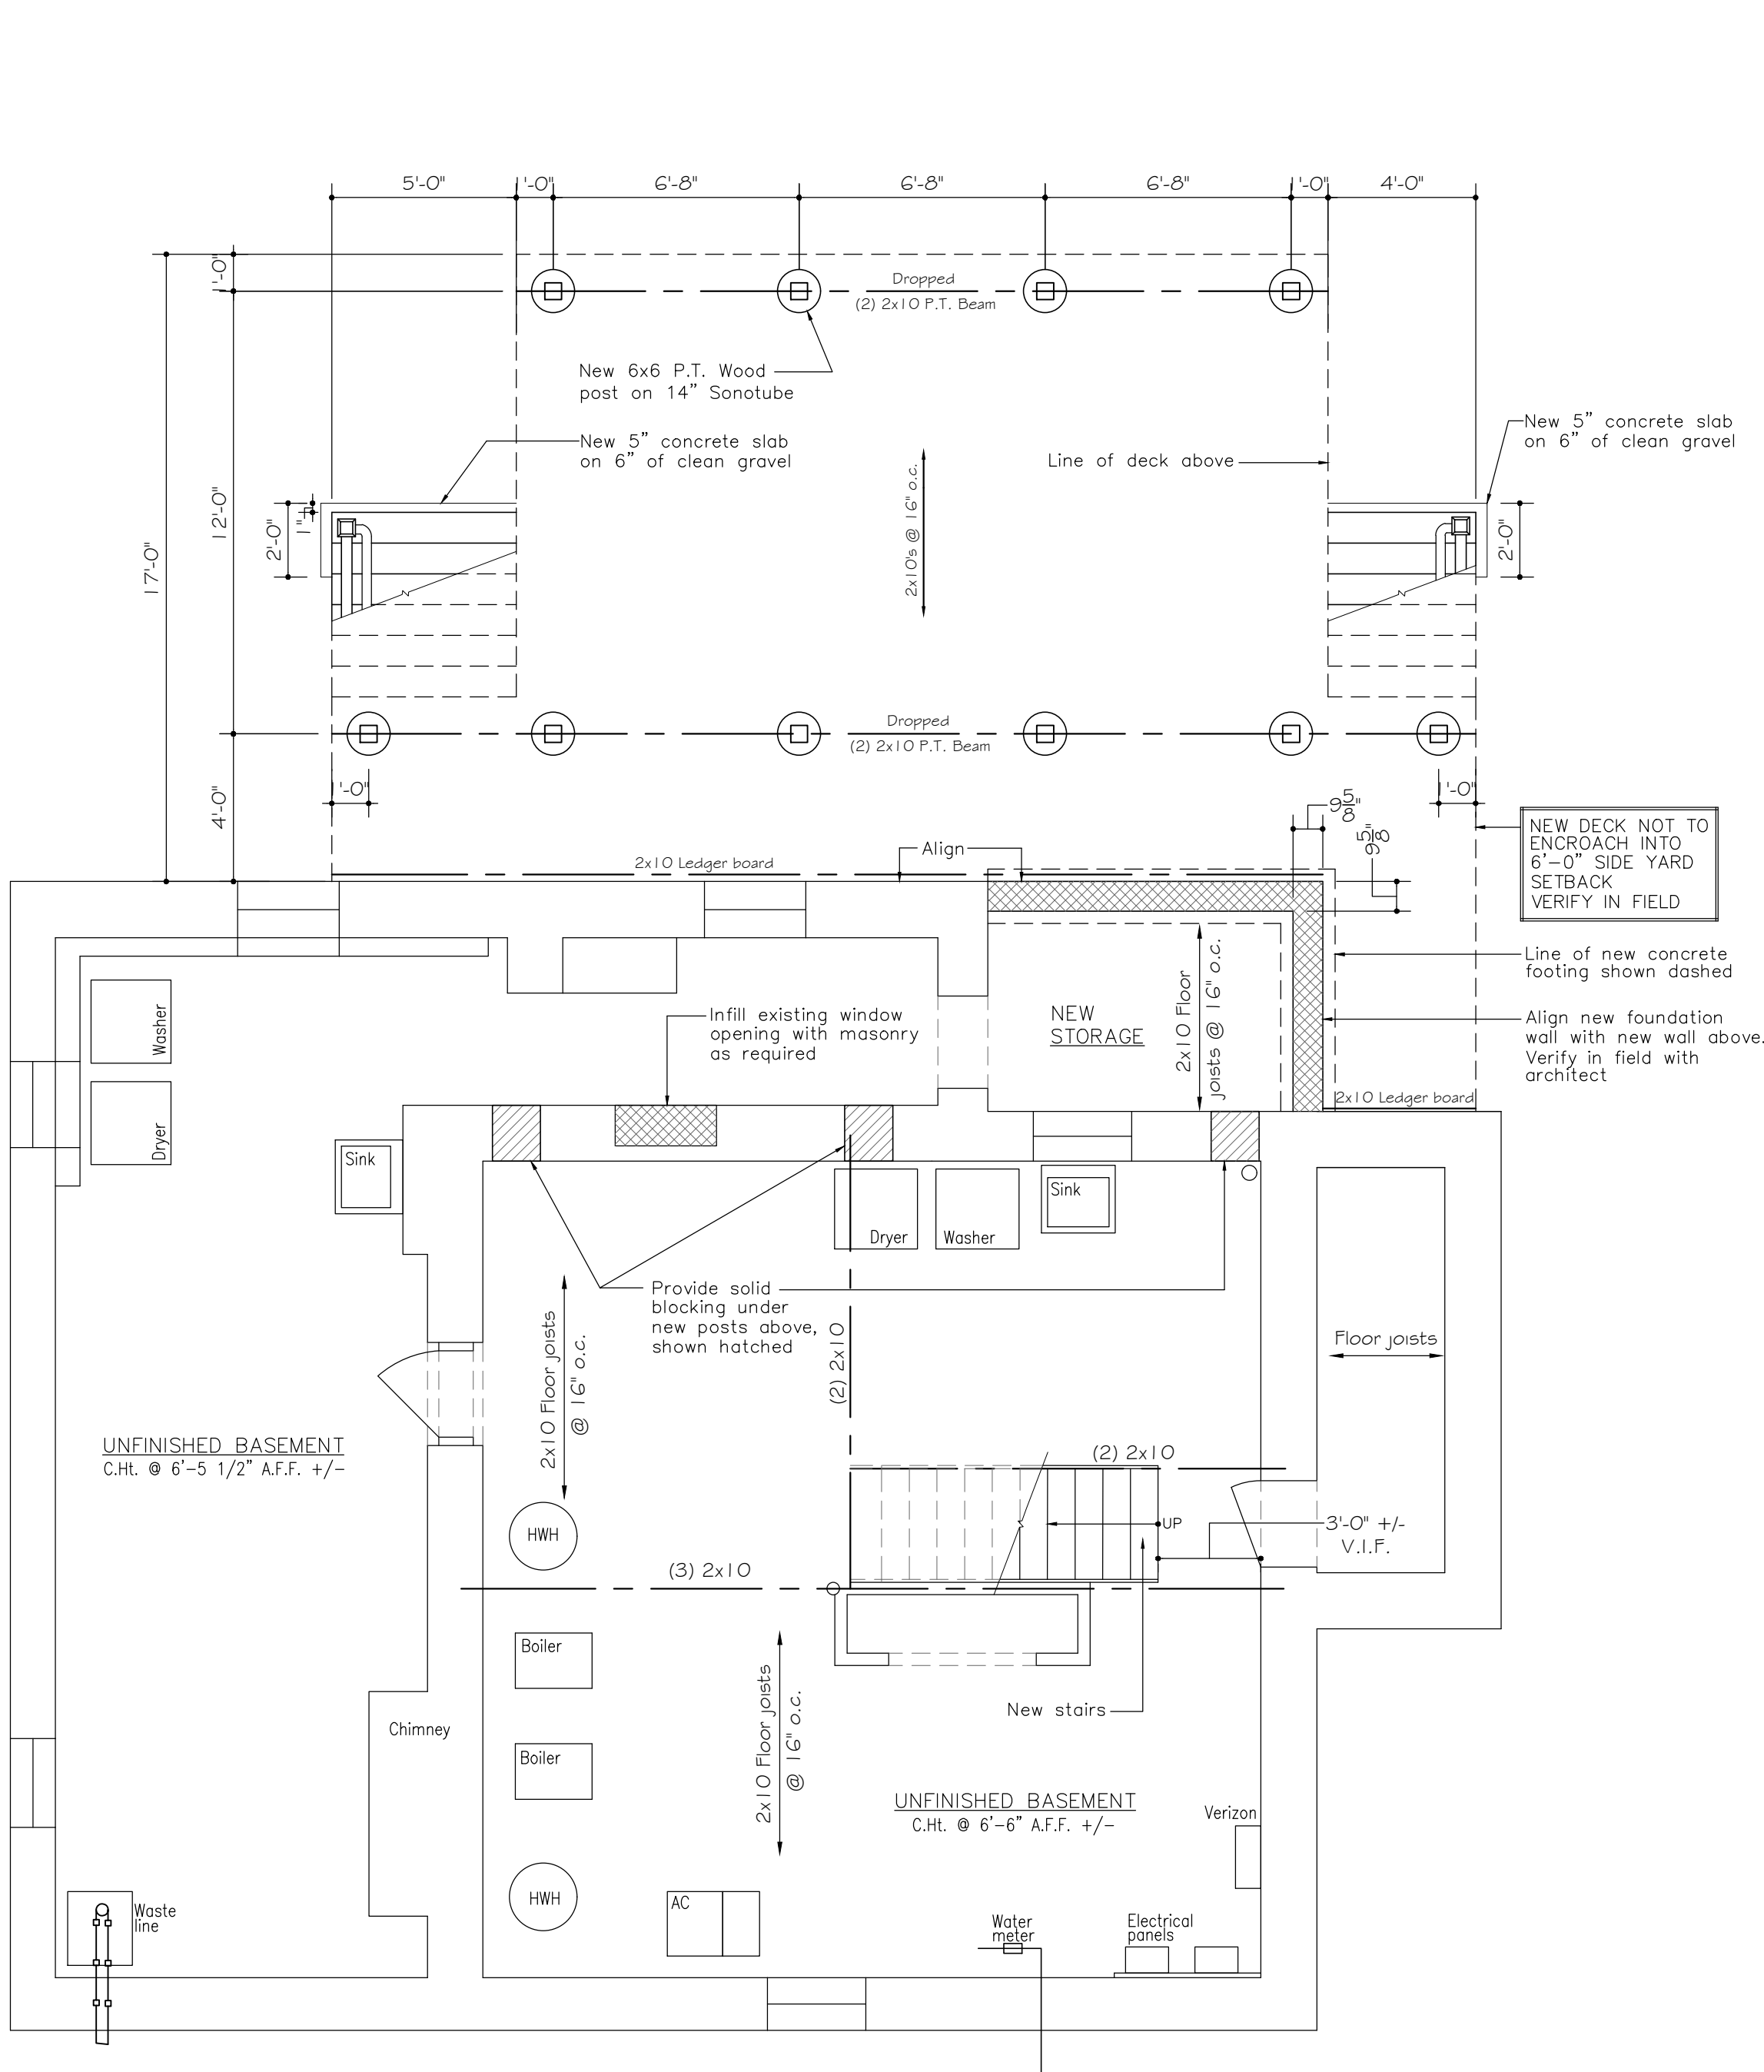 5'-0"
1'-0"
6'-8"
6'-8"
6'-8"
1'-0"
4'-0"
1'-0"
Dropped
(2) 2x10 P.T. Beam
New 6x6 P.T. Wood
post on 14” Sonotube
New 5” concrete slab
on 6” of clean gravel
Line of deck above
New 5” concrete slab
on 6” of clean gravel
17'-0"
12'-0"
2'-0"
1"
2x10's @ 16" o.c.
2'-0"
Dropped
(2) 2x10 P.T. Beam
4'-0"
1'-0"
1'-0"
9 5/8"
9 5/8"
Align
2x10 Ledger board
NEW DECK NOT TO
ENCROACH INTO
6’-0” SIDE YARD
SETBACK
VERIFY IN FIELD
Line of new concrete
footing shown dashed
Washer
Dryer
Infill existing window
opening with masonry
as required
NEW
STORAGE
2x10 Floor
joists @ 16" o.c.
Align new foundation
wall with new wall above.
Verify in field with
architect
2x10 Ledger board
Sink
Dryer
Washer
Sink
Provide solid
blocking under
new posts above,
shown hatched
2x10 Floor joists
@ 16" o.c.
(2) 2x10
Floor joists
UNFINISHED BASEMENT
C.Ht. @ 6’-5 1/2” A.F.F. +/-
(2) 2x10
HWH
UP
3'-0" +/-
V.I.F.
(3) 2x10
Boiler
2x10 Floor joists
@ 16" o.c.
New stairs
Chimney
Boiler
UNFINISHED BASEMENT
C.Ht. @ 6’-6” A.F.F. +/-
Verizon
HWH
AC
Waste
line
Water
meter
Electrical
panels